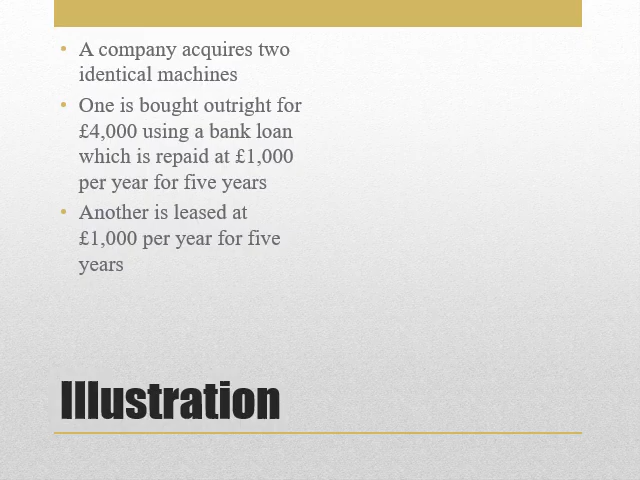 • A company acquires two
identical machines
• One is bought outright for
£4,000 using a bank loan
which is repaid at £1,000
per year for five years
• Another is leased at
£1,000 per year for five
years
Illustration